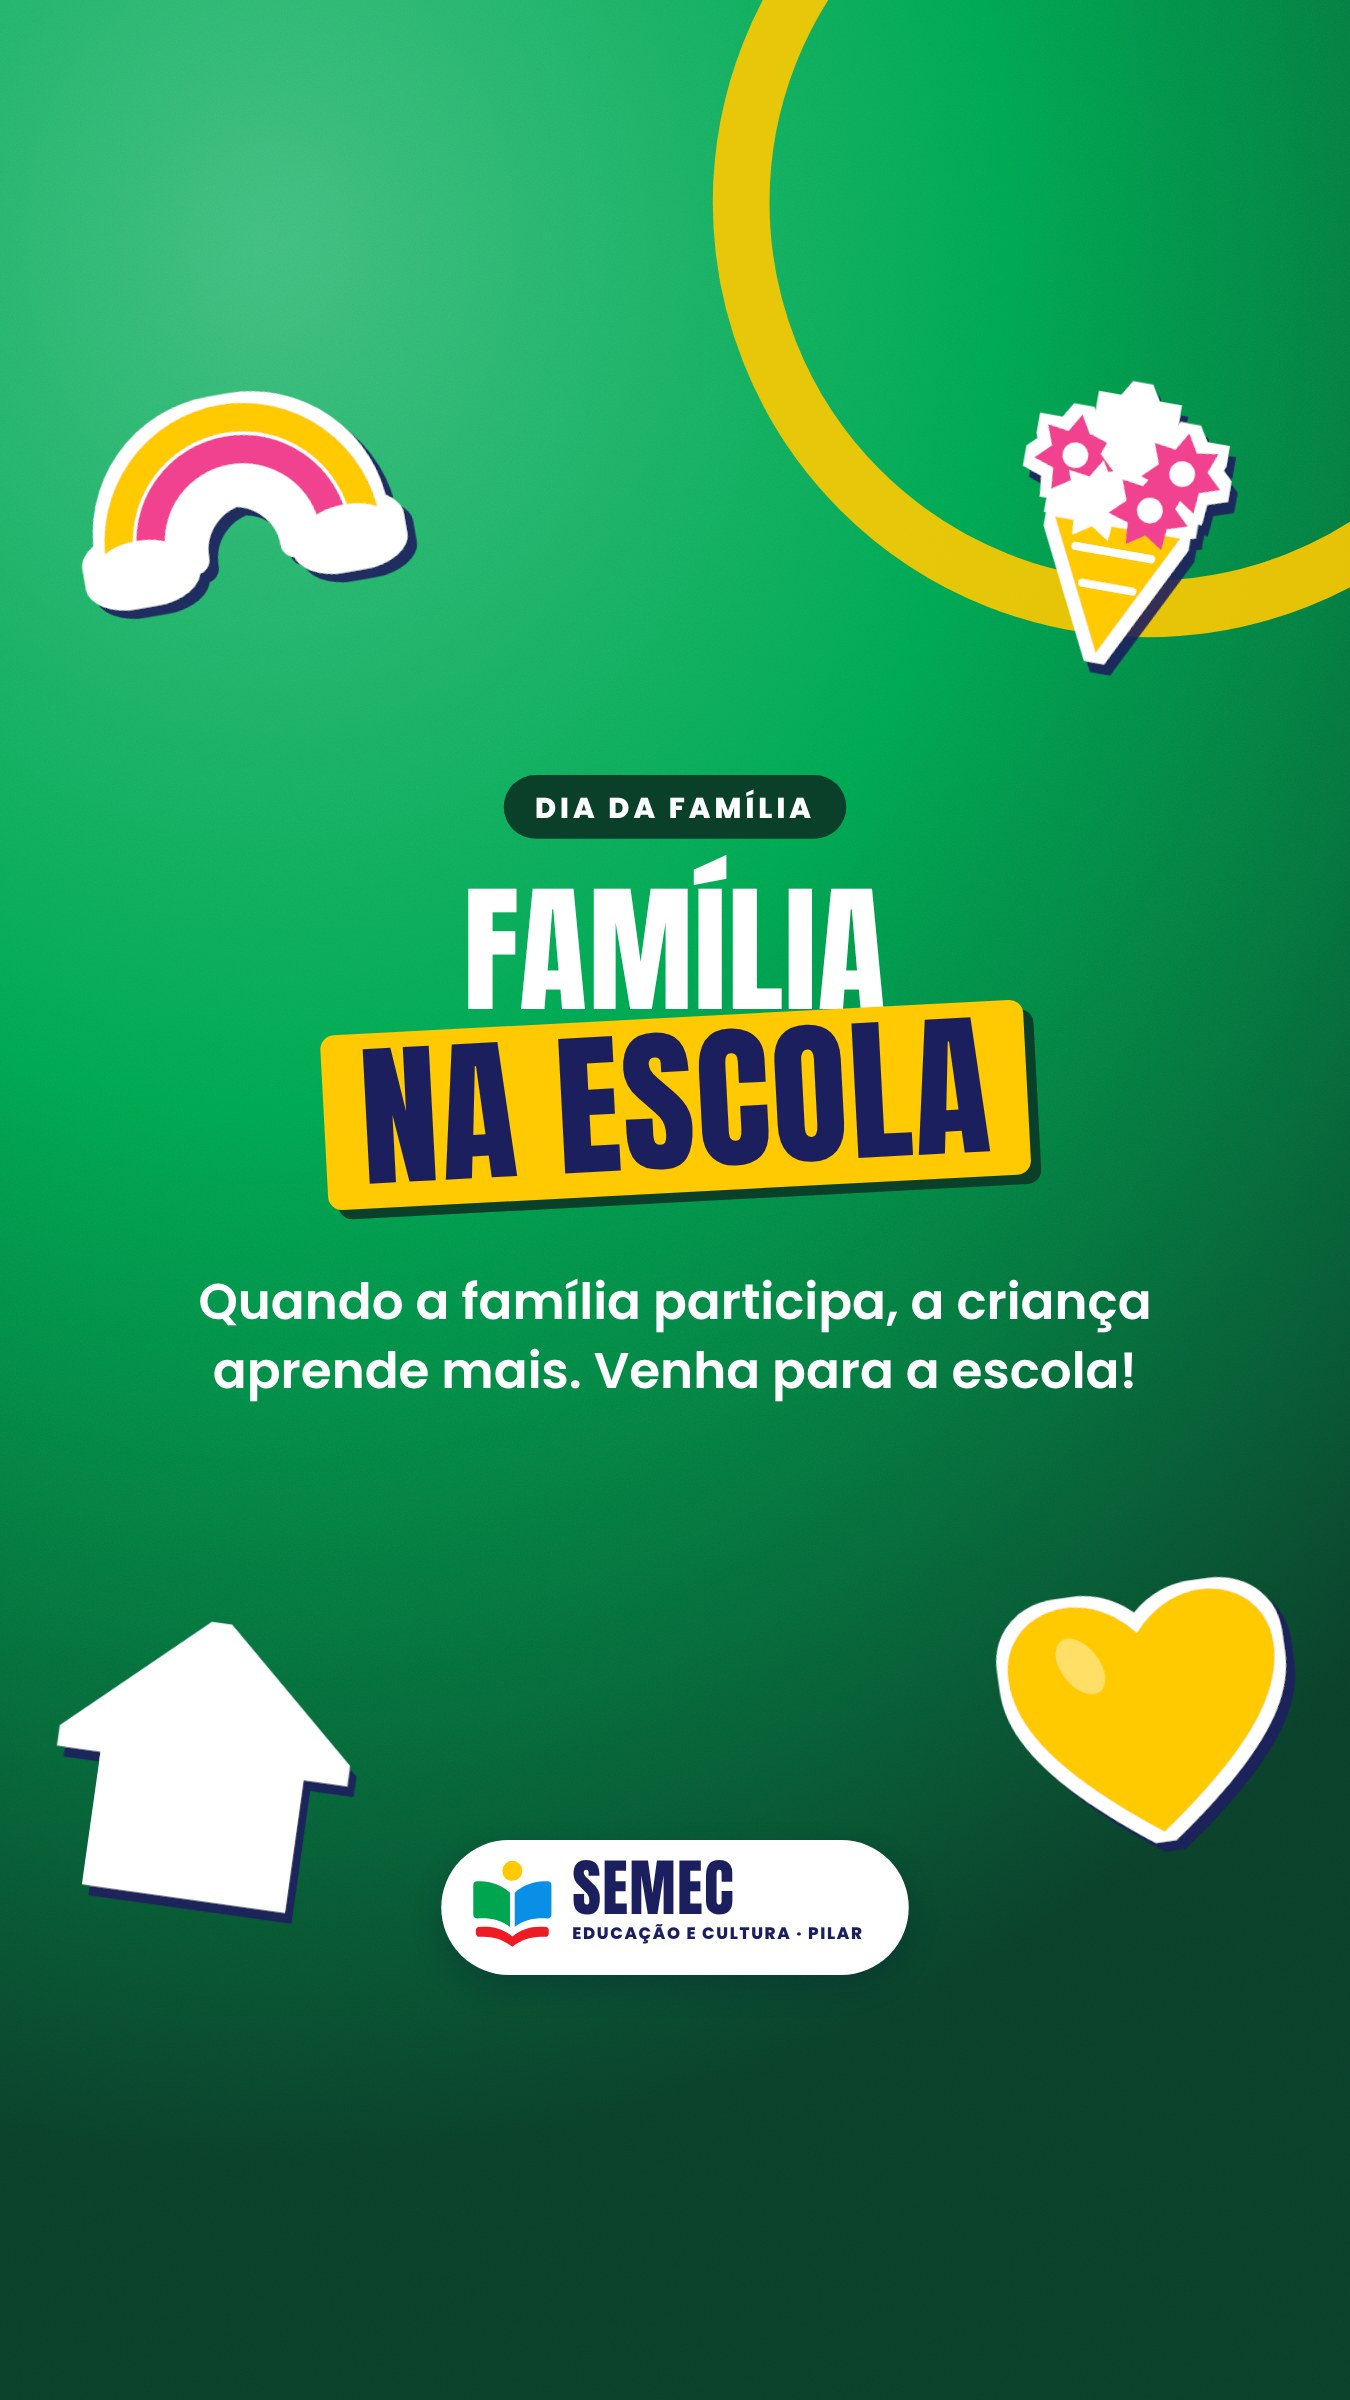 DIA DA FAMÍLIA
FAMÍLIA
NA ESCOLA
Quando a família participa, a criança
aprende mais. Venha para a escola!
SEMEC
EDUCAÇÃO E CULTURA · PILAR